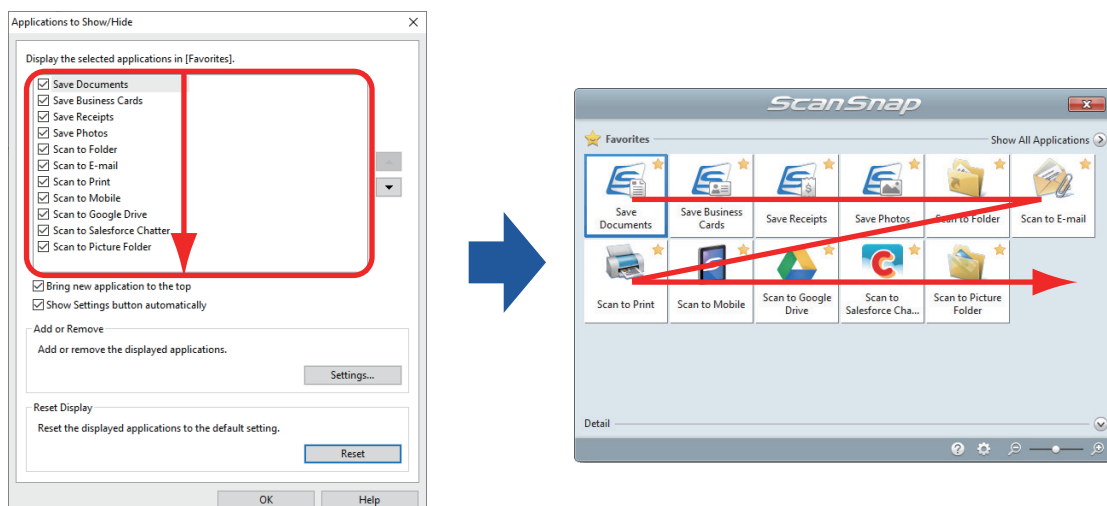 Applications to Show/Hide
Display the selected applications in [Favorites].
Save Documents
Save Business Cards
Save Receipts
Save Photos
Scan to Folder
Scan to E-mail
Scan to Print
Scan to Mobile
Scan to Google Drive
Scan to Salesforce Chatter
Scan to Picture Folder
Bring new application to the top
Show Settings button automatically
Add or Remove
Add or remove the displayed applications.
Settings...
Reset Display
Reset the displayed applications to the default setting.
Reset
OK Help
ScanSnap
Favorites Show All Applications
Save Documents
Save Business Cards
Save Receipts
Save Photos
Scan to Folder
Scan to E-mail
Scan to Print
Scan to Mobile
Scan to Google Drive
Scan to Salesforce Cha...
Scan to Picture Folder
Detail